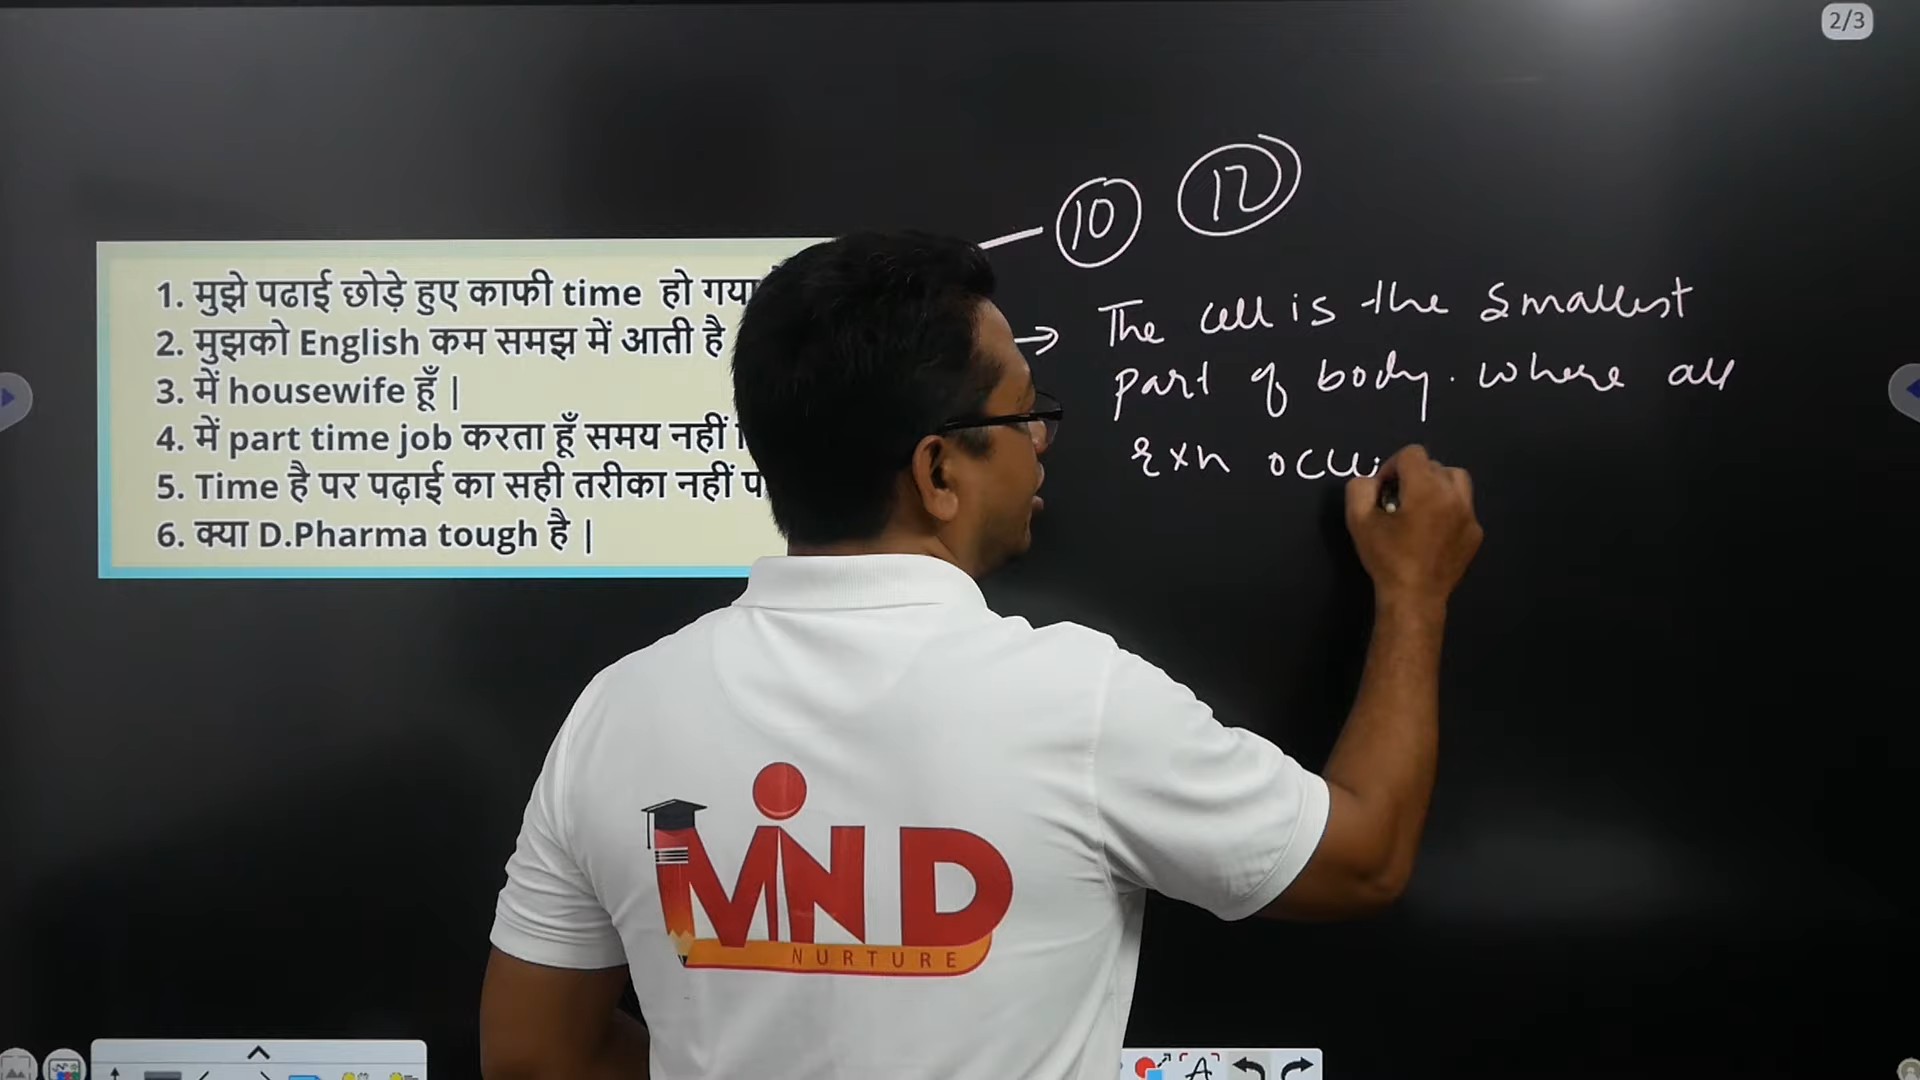 2/3
10 12
1. मुझे पढाई छोड़े हुए काफी time हो गया
2. मुझको English कम समझ में आती है
3. में housewife हूँ |
4. में part time job करता हूँ समय नहीं
5. Time है पर पढ़ाई का सही तरीका नहीं
6. क्या D.Pharma tough है |
The cell is the smallest
part of body. where all
rxn
MIND
NURTURE